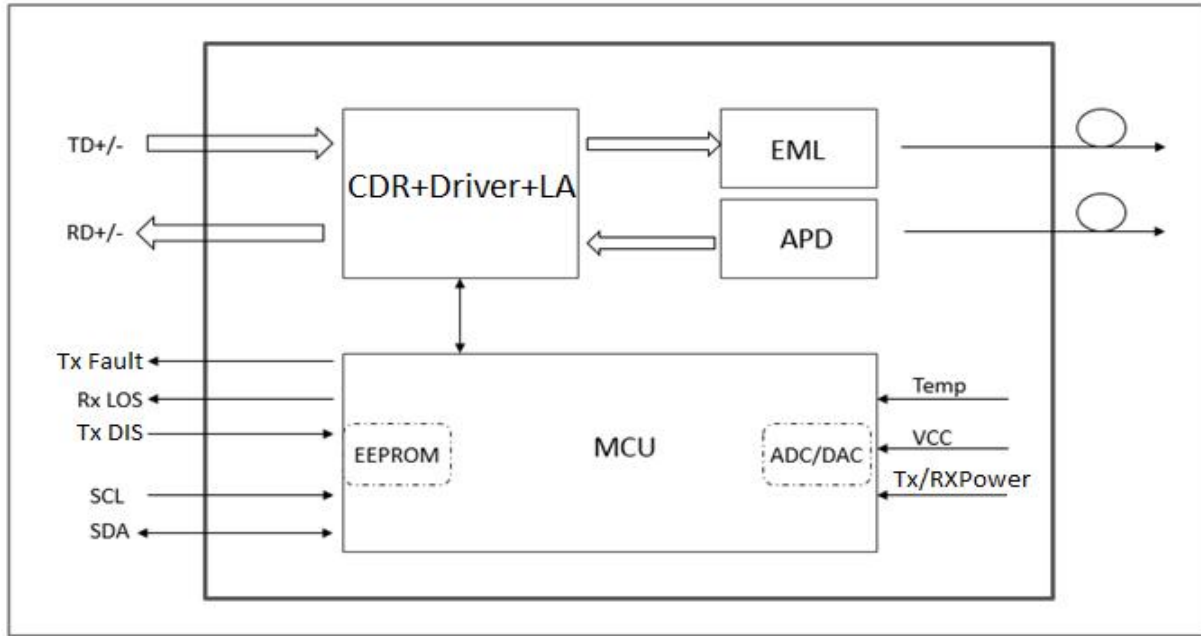 TD+/-
CDR+Driver+LA
EML
RD+/-
APD
Tx Fault
Rx LOS
Tx DIS
SCL
SDA
EEPROM
MCU
ADC/DAC
Temp
VCC
Tx/RXPower